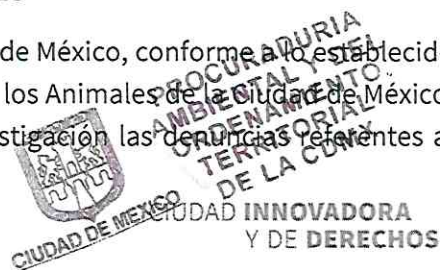 de México, conforme a lo establecid
los Animales de la Ciudad de México
stigación las denuncias referentes a
PROCURADURIA
AMBIENTAL Y DEL
ORDENAMIENTO
TERRITORIAL
DE LA CDMX
CIUDAD DE MEXICO
CIUDAD INNOVADORA
Y DE DERECHOS